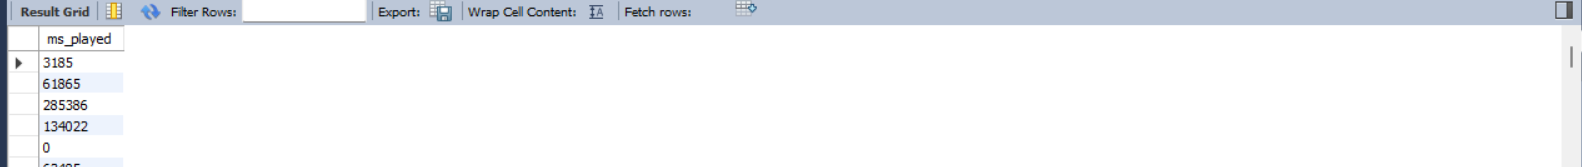 Result Grid Filter Rows: Export: Wrap Cell Content: Fetch rows:
ms_played
3185
61865
285386
134022
0